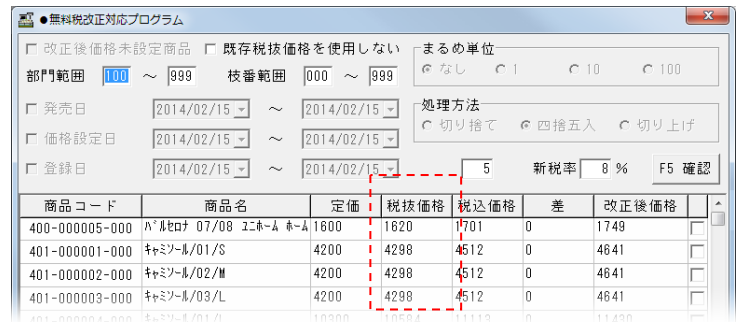 ●無料税改正対応プログラム
改正後価格未設定商品 既存税抜価格を使用しない まるめ単位
なし 1 10 100
部門範囲 100 ～ 999 枝番範囲 000 ～ 999
発売日 2014/02/15 ～ 2014/02/15 処理方法
切り捨て 四捨五入 切り上げ
価格設定日 2014/02/15 ～ 2014/02/15
登録日 2014/02/15 ～ 2014/02/15 5 新税率 8 % F5 確認
商品コード 商品名 定価 税抜価格 税込価格 差 改正後価格
400-000005-000 ﾊﾞﾙｾﾛﾅ 07/08 ﾕﾆﾎｰﾑ ﾎｰﾑ 1600 1620 1701 0 1749
401-000001-000 ｷｬﾐｿｰﾙ/01/S 4200 4298 4512 0 4641
401-000002-000 ｷｬﾐｿｰﾙ/02/M 4200 4298 4512 0 4641
401-000003-000 ｷｬﾐｿｰﾙ/03/L 4200 4298 4512 0 4641